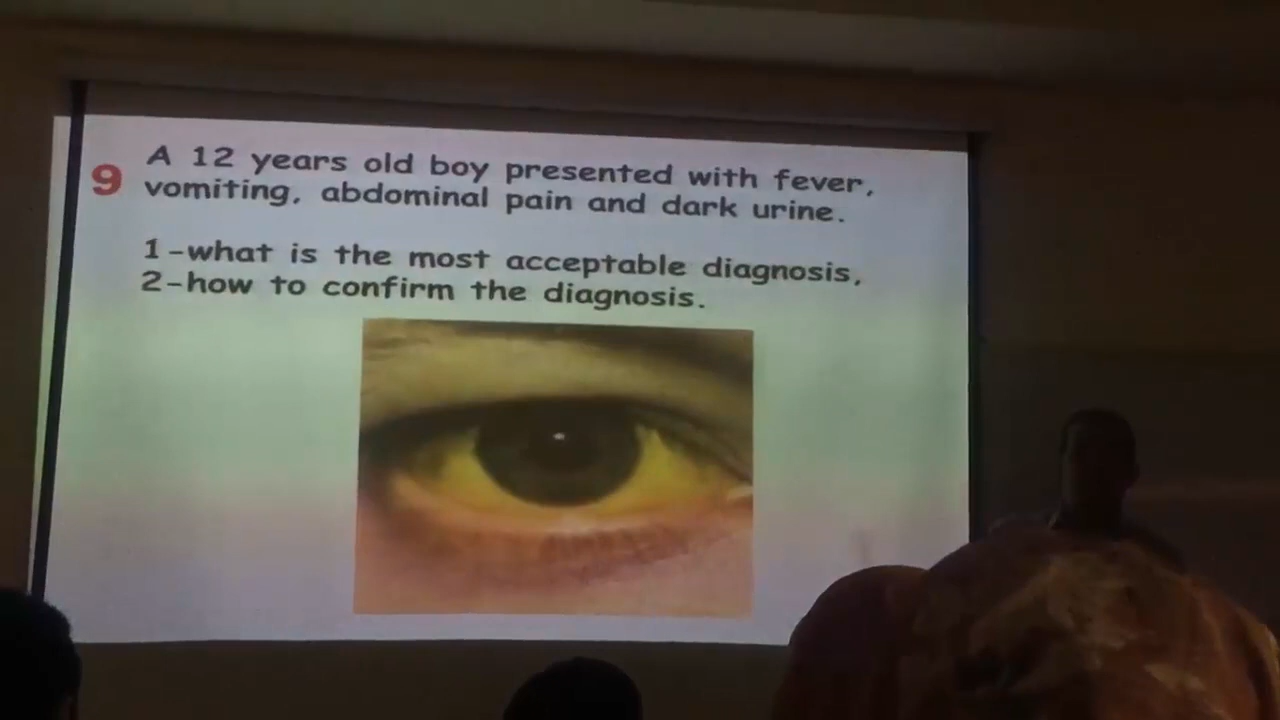 9
A 12 years old boy presented with fever,
vomiting, abdominal pain and dark urine.
1-what is the most acceptable diagnosis,
2-how to confirm the diagnosis.